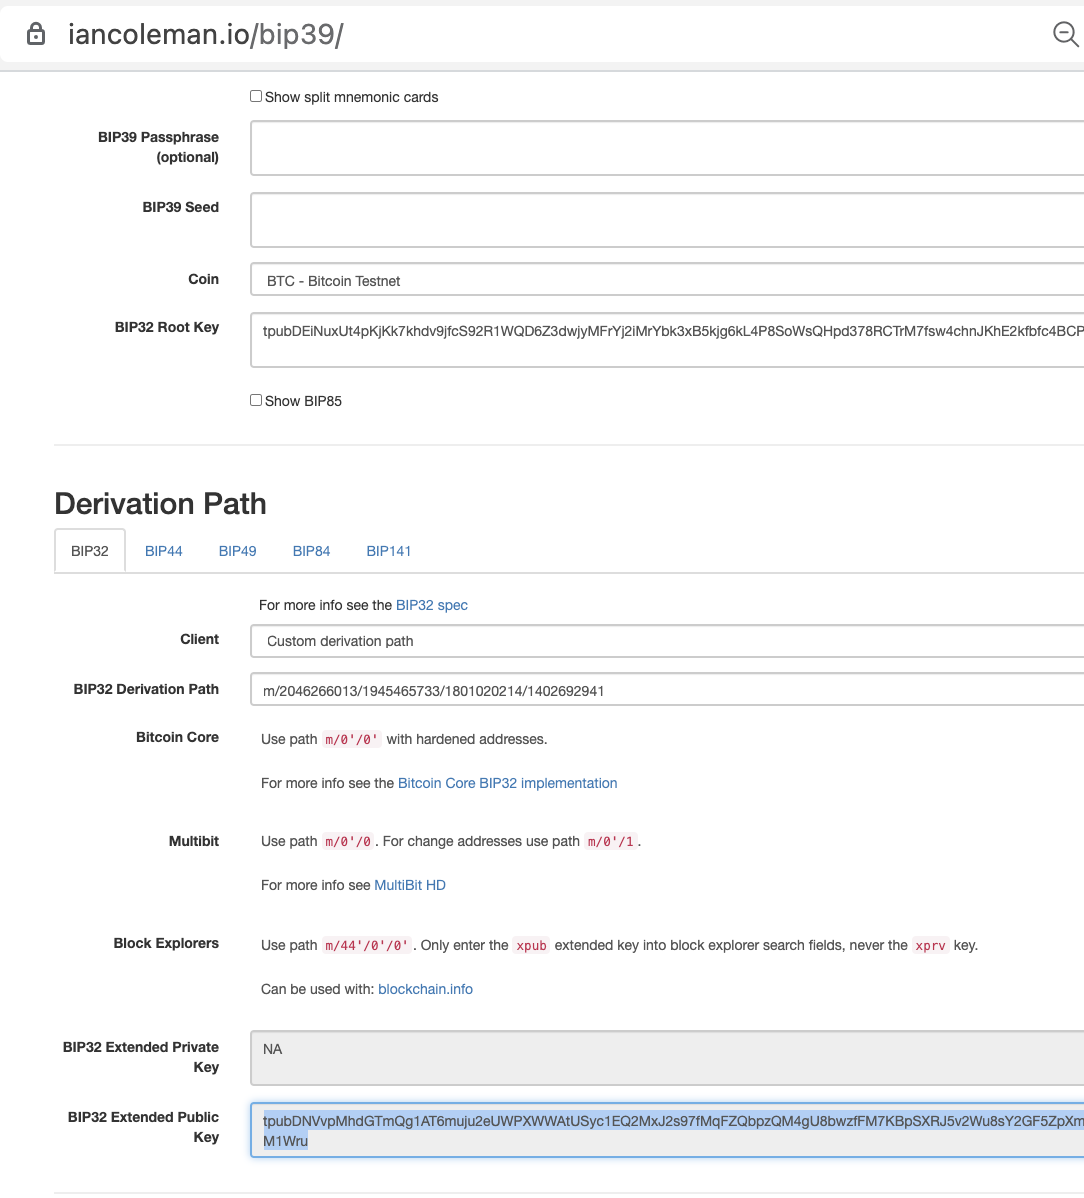 iancoleman.io/bip39/
Show split mnemonic cards
BIP39 Passphrase
(optional)
BIP39 Seed
Coin
BTC - Bitcoin Testnet
BIP32 Root Key
tpubDEiNuxUt4pKjKk7khdv9jfcS92R1WQD6Z3dwjyMFrYj2iMrYbk3xB5kjg6kL4P8SoWsQHpd378RCTrM7fsw4chnJKhE2kfbfc4BCP
Show BIP85
Derivation Path
BIP32 BIP44 BIP49 BIP84 BIP141
For more info see the BIP32 spec
Client
Custom derivation path
BIP32 Derivation Path
m/2046266013/1945465733/1801020214/1402692941
Bitcoin Core
Use path m/0'/0' with hardened addresses.
For more info see the Bitcoin Core BIP32 implementation
Multibit
Use path m/0'/0. For change addresses use path m/0'/1.
For more info see MultiBit HD
Block Explorers
Use path m/44'/0'/0'. Only enter the xpub extended key into block explorer search fields, never the xprv key.
Can be used with: blockchain.info
BIP32 Extended Private
Key
NA
BIP32 Extended Public
Key
tpubDNVvpMhdGTmQg1AT6muju2eUWPXWWAtUSyc1EQ2MxJ2s97fMqFZQbpzQM4gU8bwzfFM7KBpSXRJ5v2Wu8sY2GF5ZpXm
M1Wru